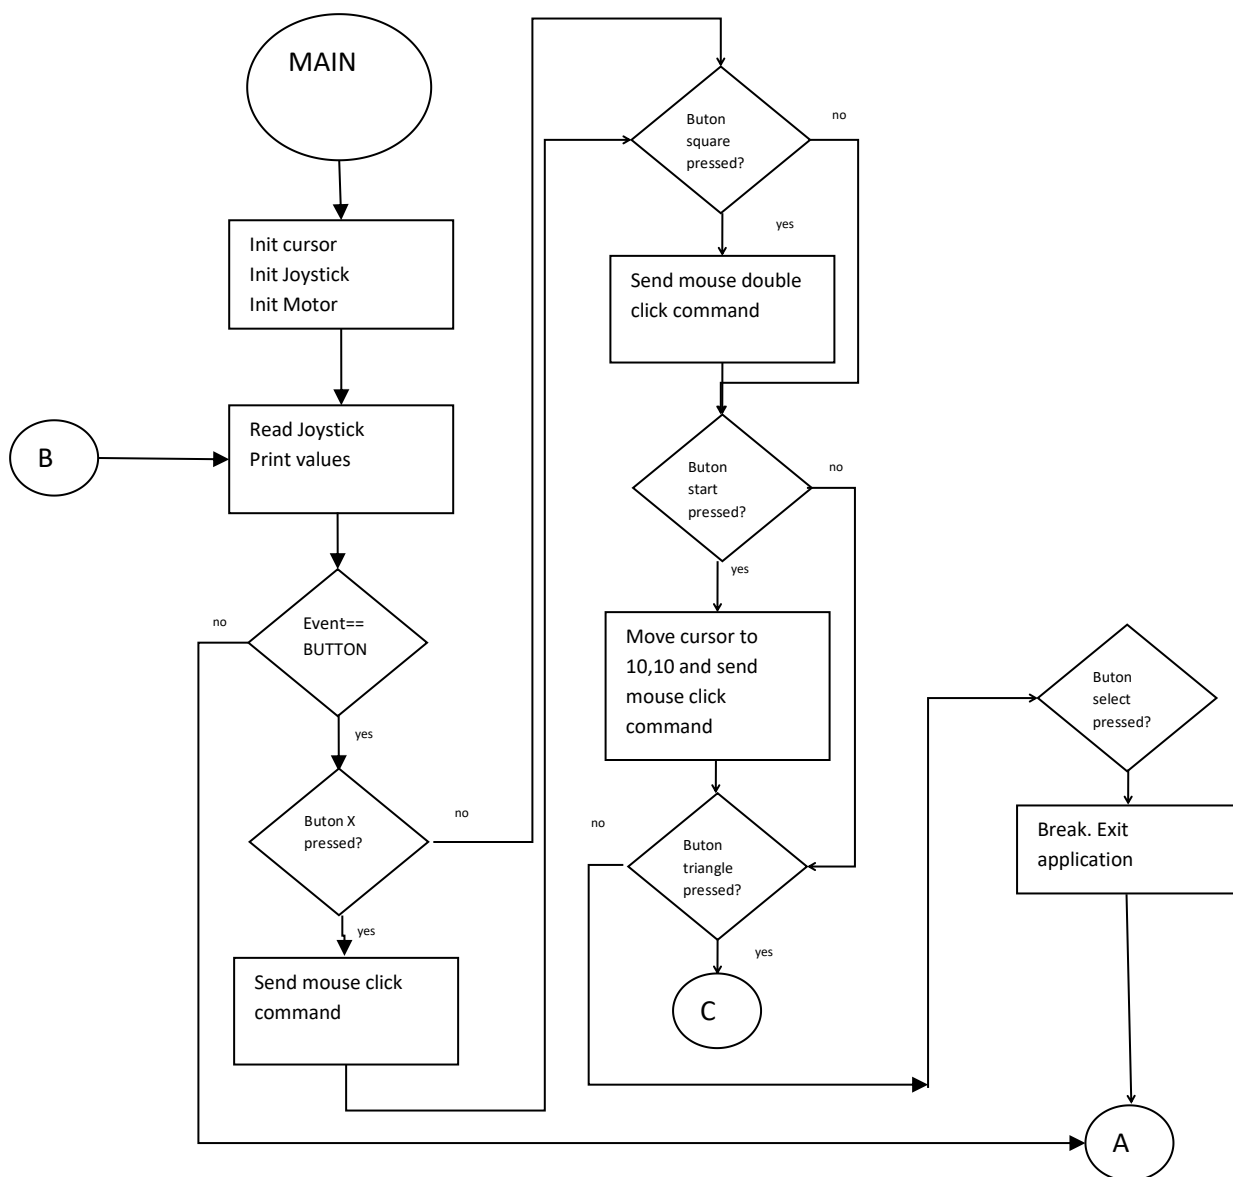 MAIN
Init cursor
Init Joystick
Init Motor
B
Read Joystick
Print values
no
Event==
BUTTON
yes
Buton X
pressed?
no
yes
Send mouse click
command
Buton
square
pressed?
no
yes
Send mouse double
click command
Buton
start
pressed?
no
yes
Move cursor to
10,10 and send
mouse click
command
no
Buton
triangle
pressed?
yes
C
Buton
select
pressed?
Break. Exit
application
A